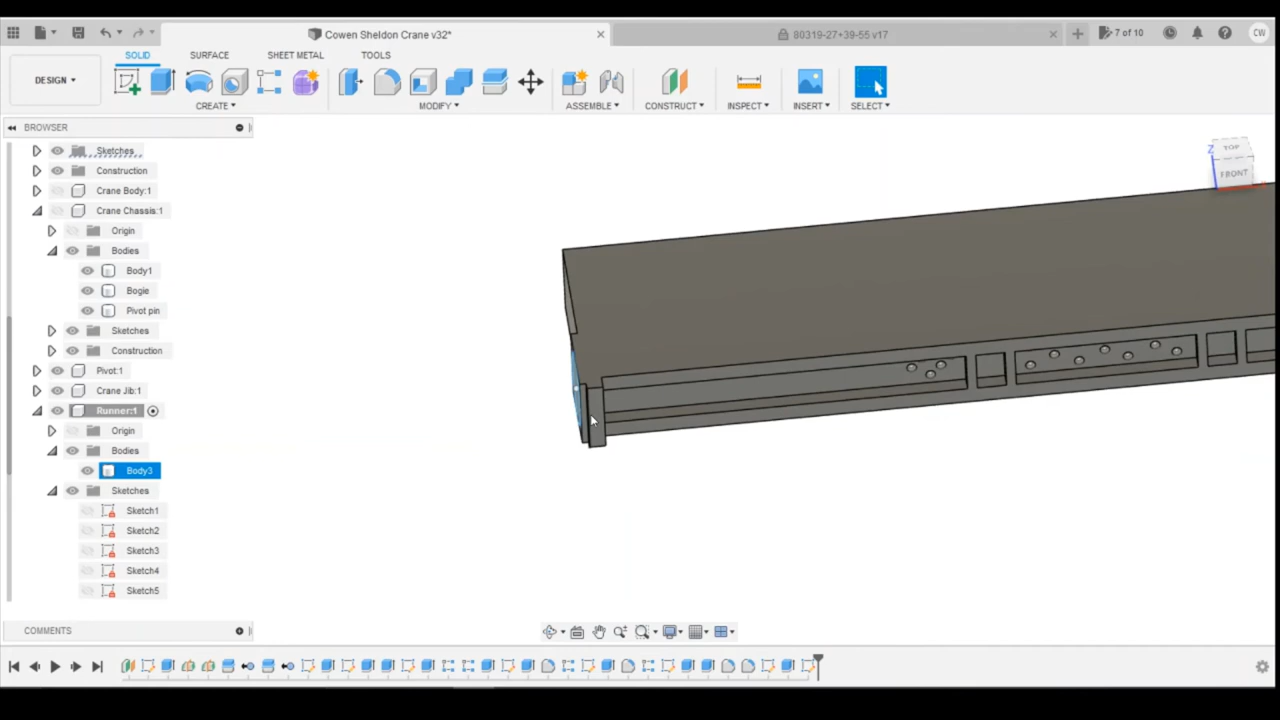 Cowen Sheldon Crane v32*
80319-27+39-55 v17
7 of 10
CW
DESIGN
SOLID
SURFACE
SHEET METAL
TOOLS
CREATE
MODIFY
ASSEMBLE
CONSTRUCT
INSPECT
INSERT
SELECT
BROWSER
Sketches
Construction
Crane Body:1
Crane Chassis:1
Origin
Bodies
Body1
Bogie
Pivot pin
Sketches
Construction
Pivot:1
Crane Jib:1
Runner:1
Origin
Bodies
Body3
Sketches
Sketch1
Sketch2
Sketch3
Sketch4
Sketch5
Z
TOP
FRONT
COMMENTS